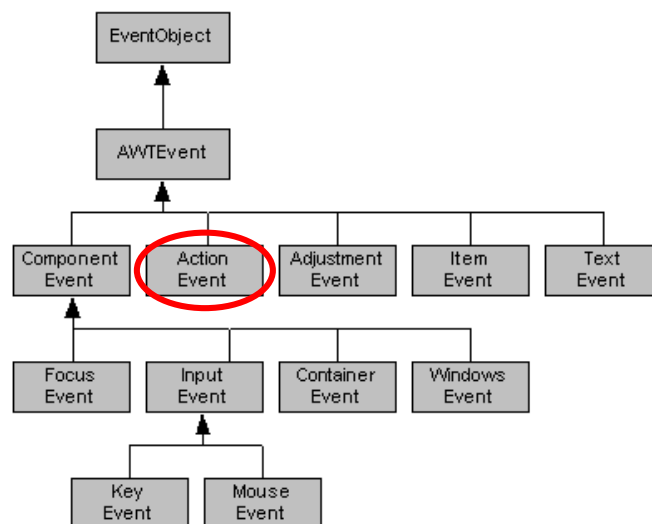 EventObject
AWTEvent
Component
Event
Action
Event
Adjustment
Event
Item
Event
Text
Event
Focus
Event
Input
Event
Container
Event
Windows
Event
Key
Event
Mouse
Event